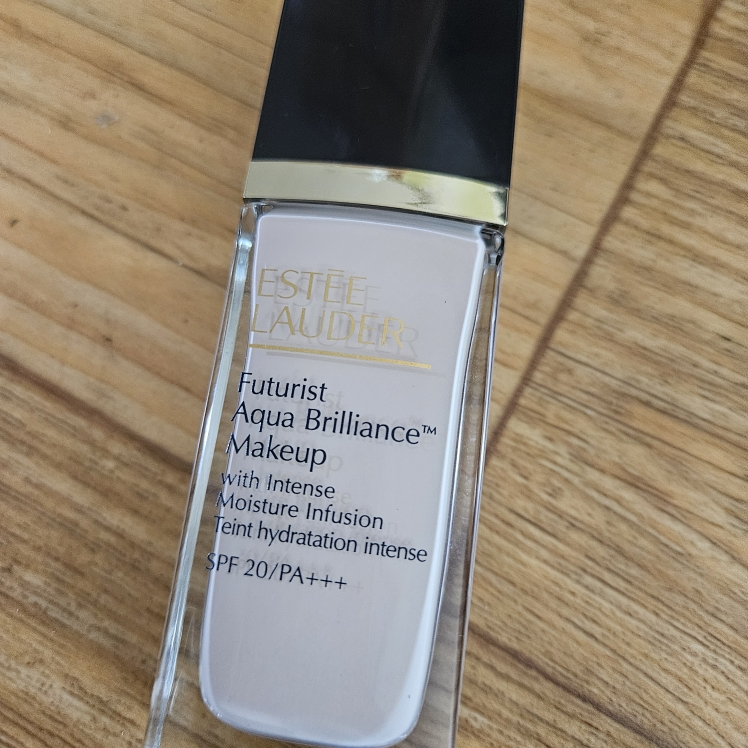 ESTĒE
LAUDER
Futurist
Aqua Brilliance™
Makeup
with Intense
Moisture Infusion
Teint hydratation intense
SPF 20/PA+++